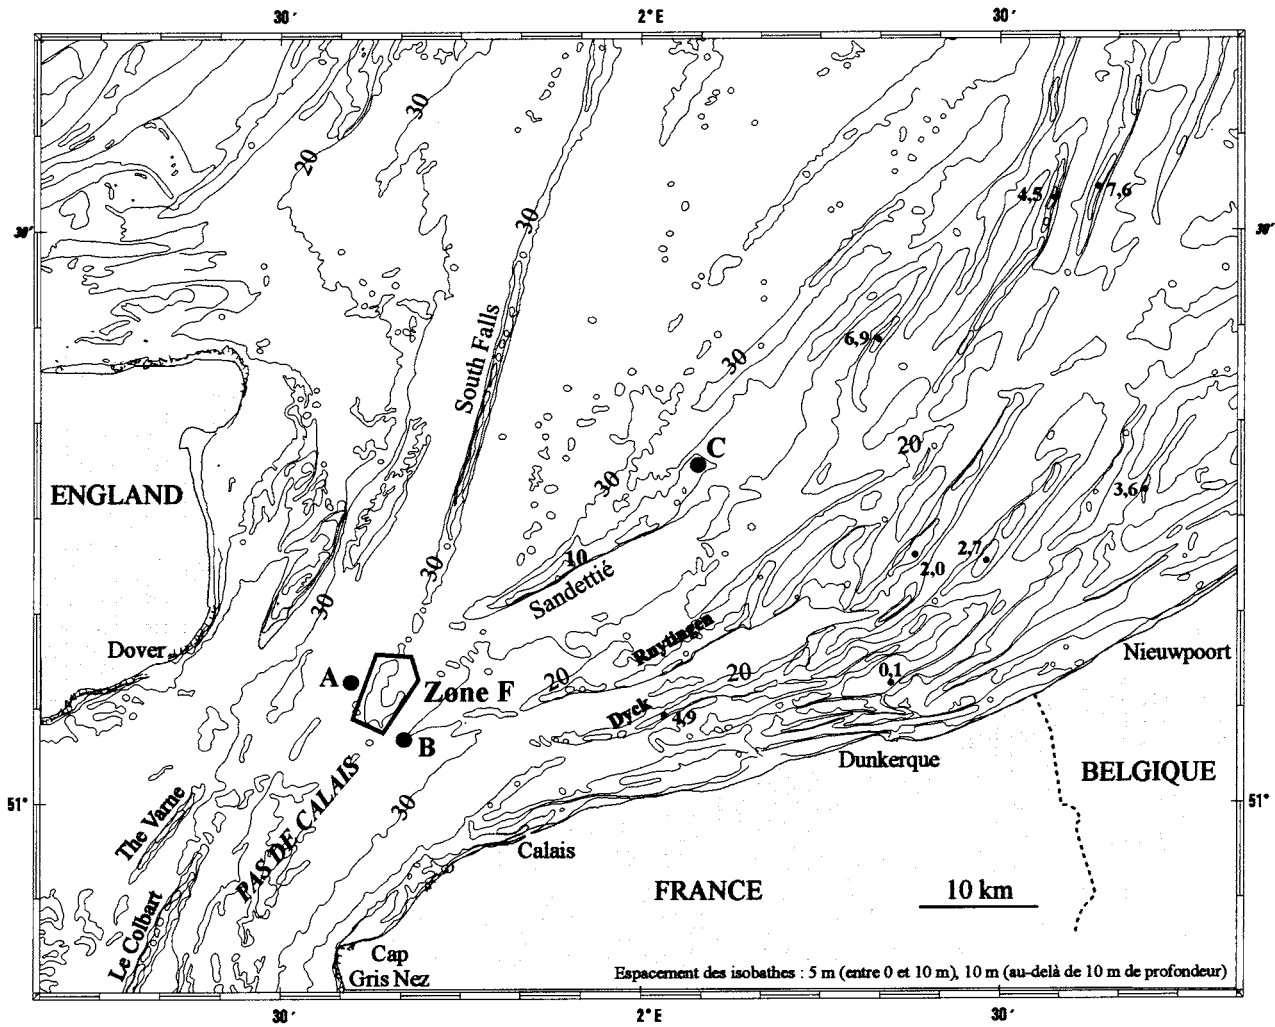 30´ 2° E 30´
30
20
30
4,5 7,6
30´ 30´
South Falls
6,9
30
20
C
30
ENGLAND
3,6
10
2,7
30
2,0
Sandettié
30
Dover
Ruytingen
Nieuwpoort
A
Zone F
20
20
0,1
Dyck
4,9
B
Dunkerque
BELGIQUE
51° 51°
30
The Varne
PAS DE CALAIS
Calais
FRANCE
10 km
Le Colbart
Cap
Gris Nez
Espacement des isobathes : 5 m (entre 0 et 10 m), 10 m (au-delà de 10 m de profondeur)
30´ 2° E 30´